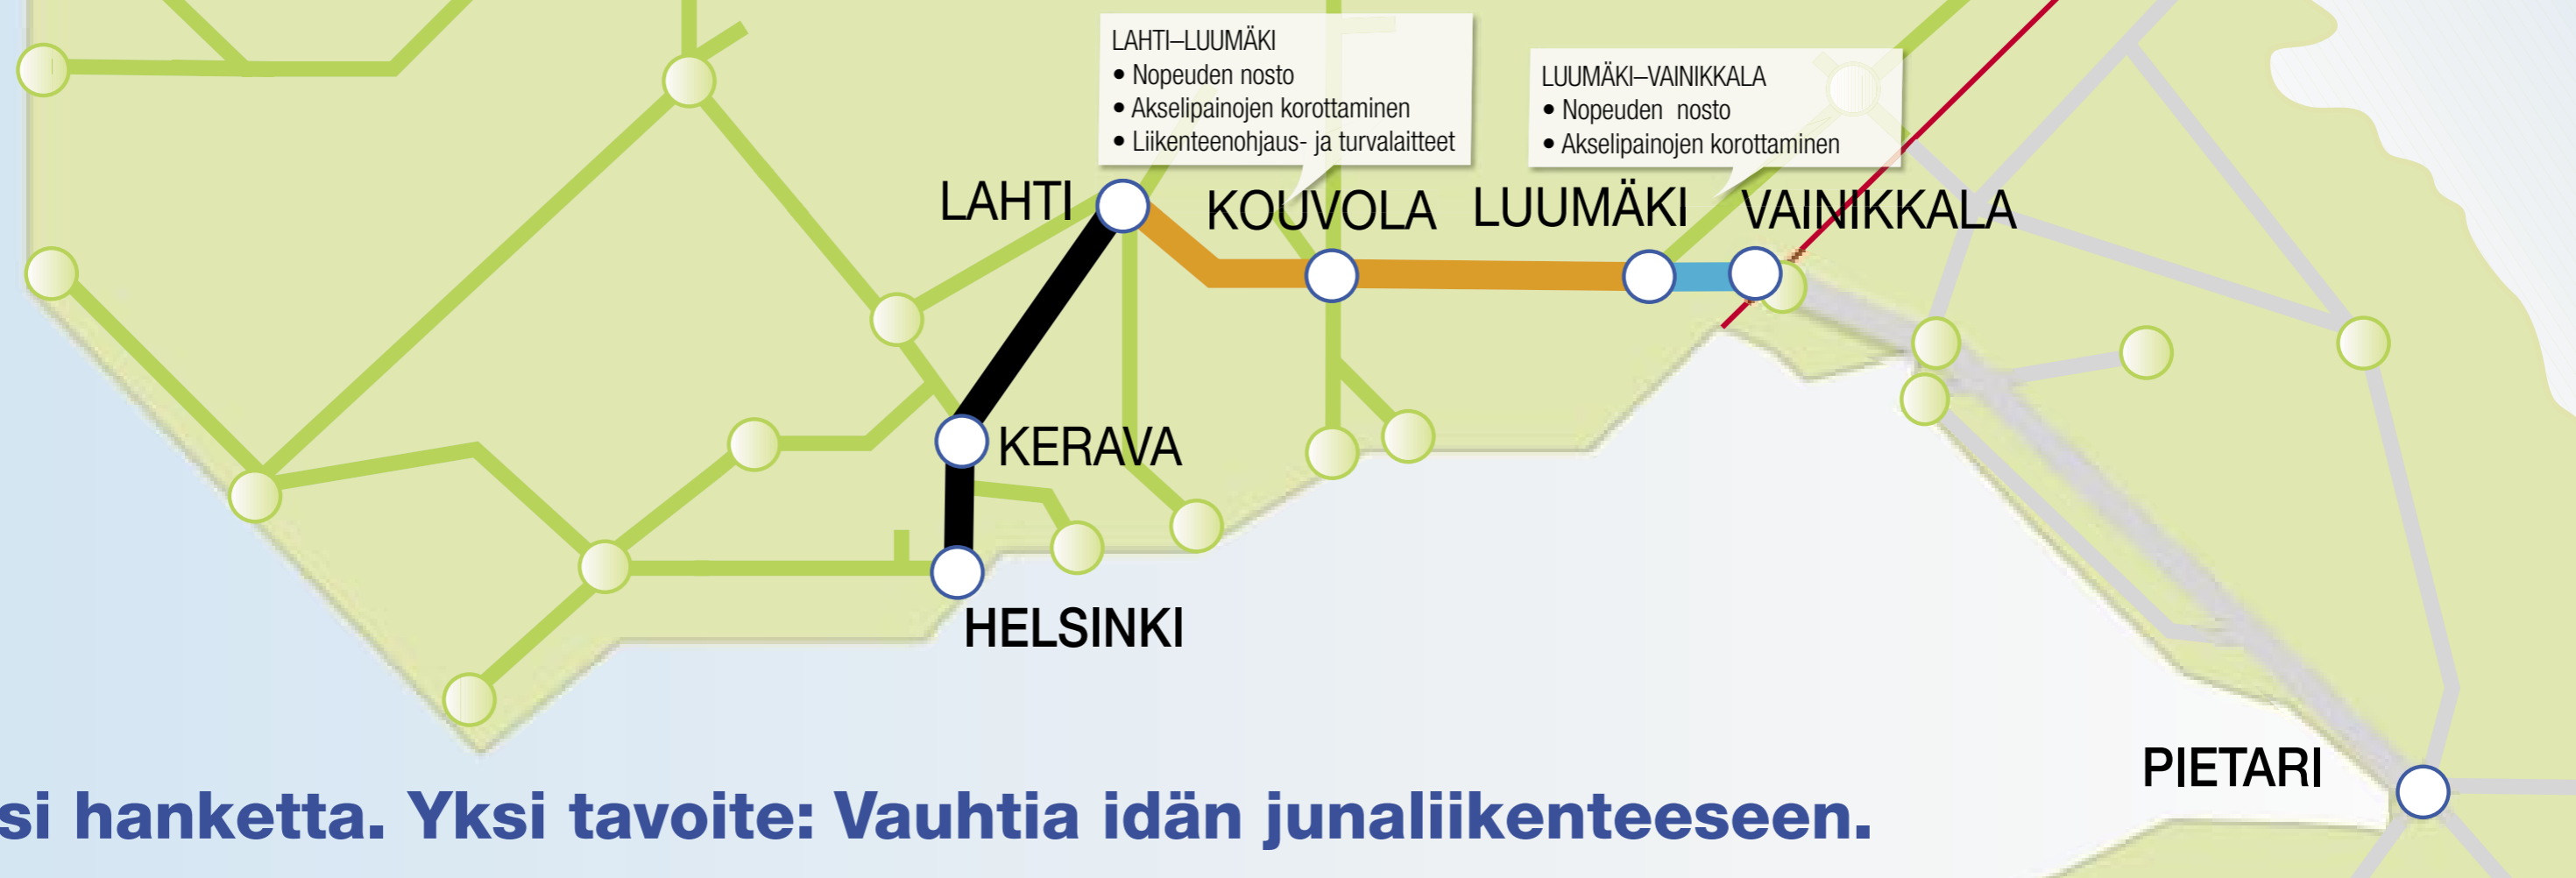 LAHTI–LUUMÄKI
• Nopeuden nosto
• Akselipainojen korottaminen
• Liikenteenohjaus- ja turvalaitteet
LUUMÄKI–VAINIKKALA
• Nopeuden nosto
• Akselipainojen korottaminen
LAHTI
KOUVOLA
LUUMÄKI
VAINIKKALA
KERAVA
HELSINKI
PIETARI
si hanketta. Yksi tavoite: Vauhtia idän junaliikenteeseen.